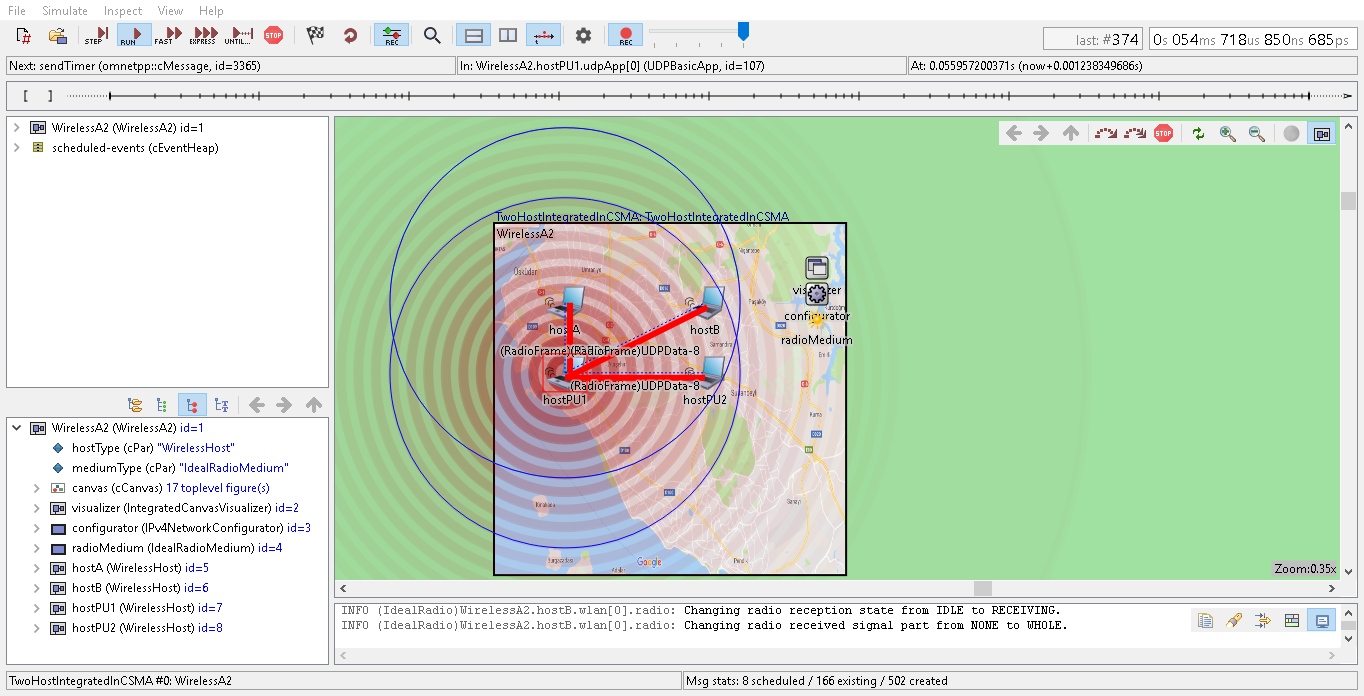 File Simulate Inspect View Help
STEP RUN FAST EXPRESS UNTIL... STOP REC REC
last: #374 0s 054ms 718us 850ns 685ps
Next: sendTimer (omnetpp::cMessage, id=3365) In: WirelessA2.hostPU1.udpApp[0] (UDPBasicApp, id=107) At: 0.055957200371s (now+0.001238349686s)
[ ]
WirelessA2 (WirelessA2) id=1
scheduled-events (cEventHeap)
WirelessA2 (WirelessA2) id=1
hostType (cPar) "WirelessHost"
mediumType (cPar) "IdealRadioMedium"
canvas (cCanvas) 17 toplevel figure(s)
visualizer (IntegratedCanvasVisualizer) id=2
configurator (IPv4NetworkConfigurator) id=3
radioMedium (IdealRadioMedium) id=4
hostA (WirelessHost) id=5
hostB (WirelessHost) id=6
hostPU1 (WirelessHost) id=7
hostPU2 (WirelessHost) id=8
STOP
TwoHostIntegratedInCSMA: TwoHostIntegratedInCSMA
WirelessA2
Üsküdar
Paşaköy
visualizer
configurator
radioMedium
hostA
hostB
Samandıra
(RadioFrame)(RadioFrame)UDPData-8
(RadioFrame)UDPData-8
hostPU1
hostPU2
Sultanbeyli
Kurna
Pendik
Google
Zoom:0.35x
INFO (IdealRadio)WirelessA2.hostB.wlan[0].radio: Changing radio reception state from IDLE to RECEIVING.
INFO (IdealRadio)WirelessA2.hostB.wlan[0].radio: Changing radio received signal part from NONE to WHOLE.
TwoHostIntegratedInCSMA #0: WirelessA2 Msg stats: 8 scheduled / 166 existing / 502 created